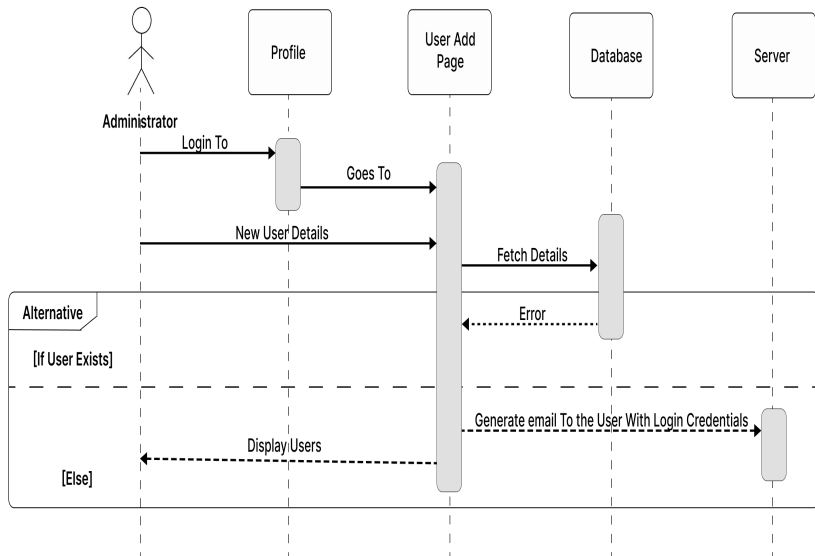 Profile
User Add
Page
Database
Server
Administrator
Login To
Goes To
New User Details
Fetch Details
Alternative
Error
[If User Exists]
Generate email To the User With Login Credentials
Display Users
[Else]